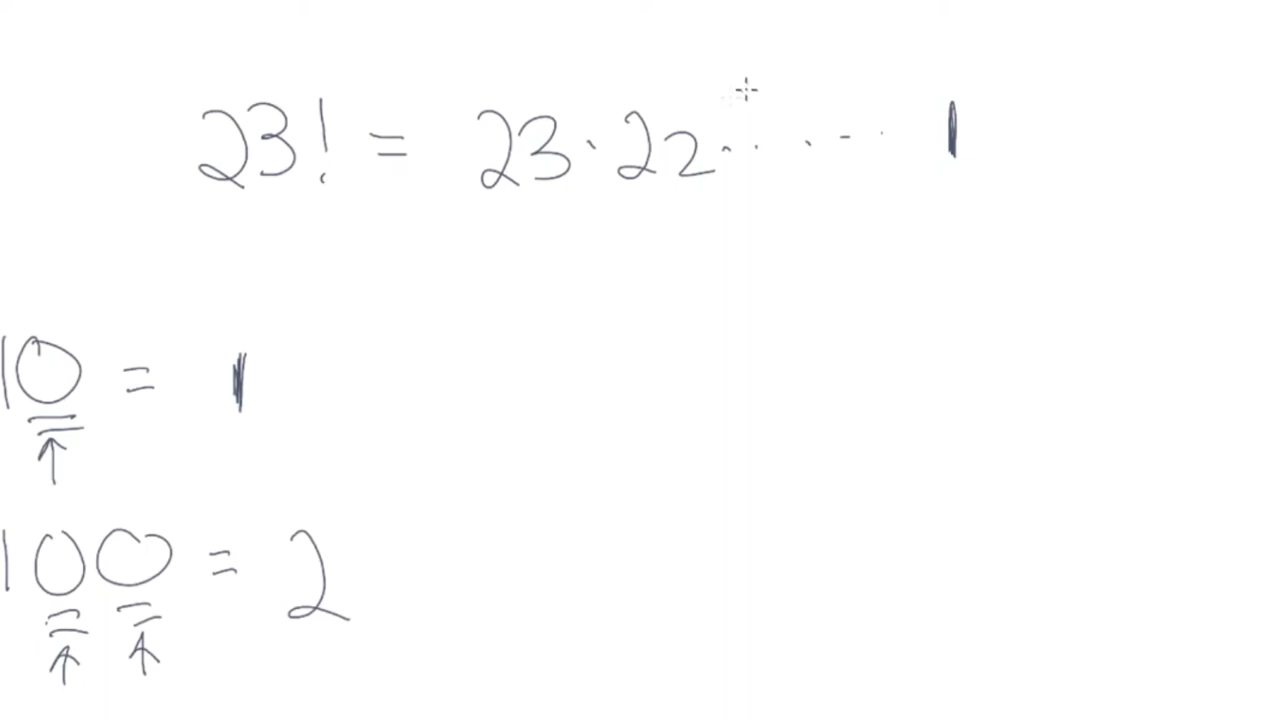 23! = 23 · 22 · · · - · 1
10 = 1
100 = 2